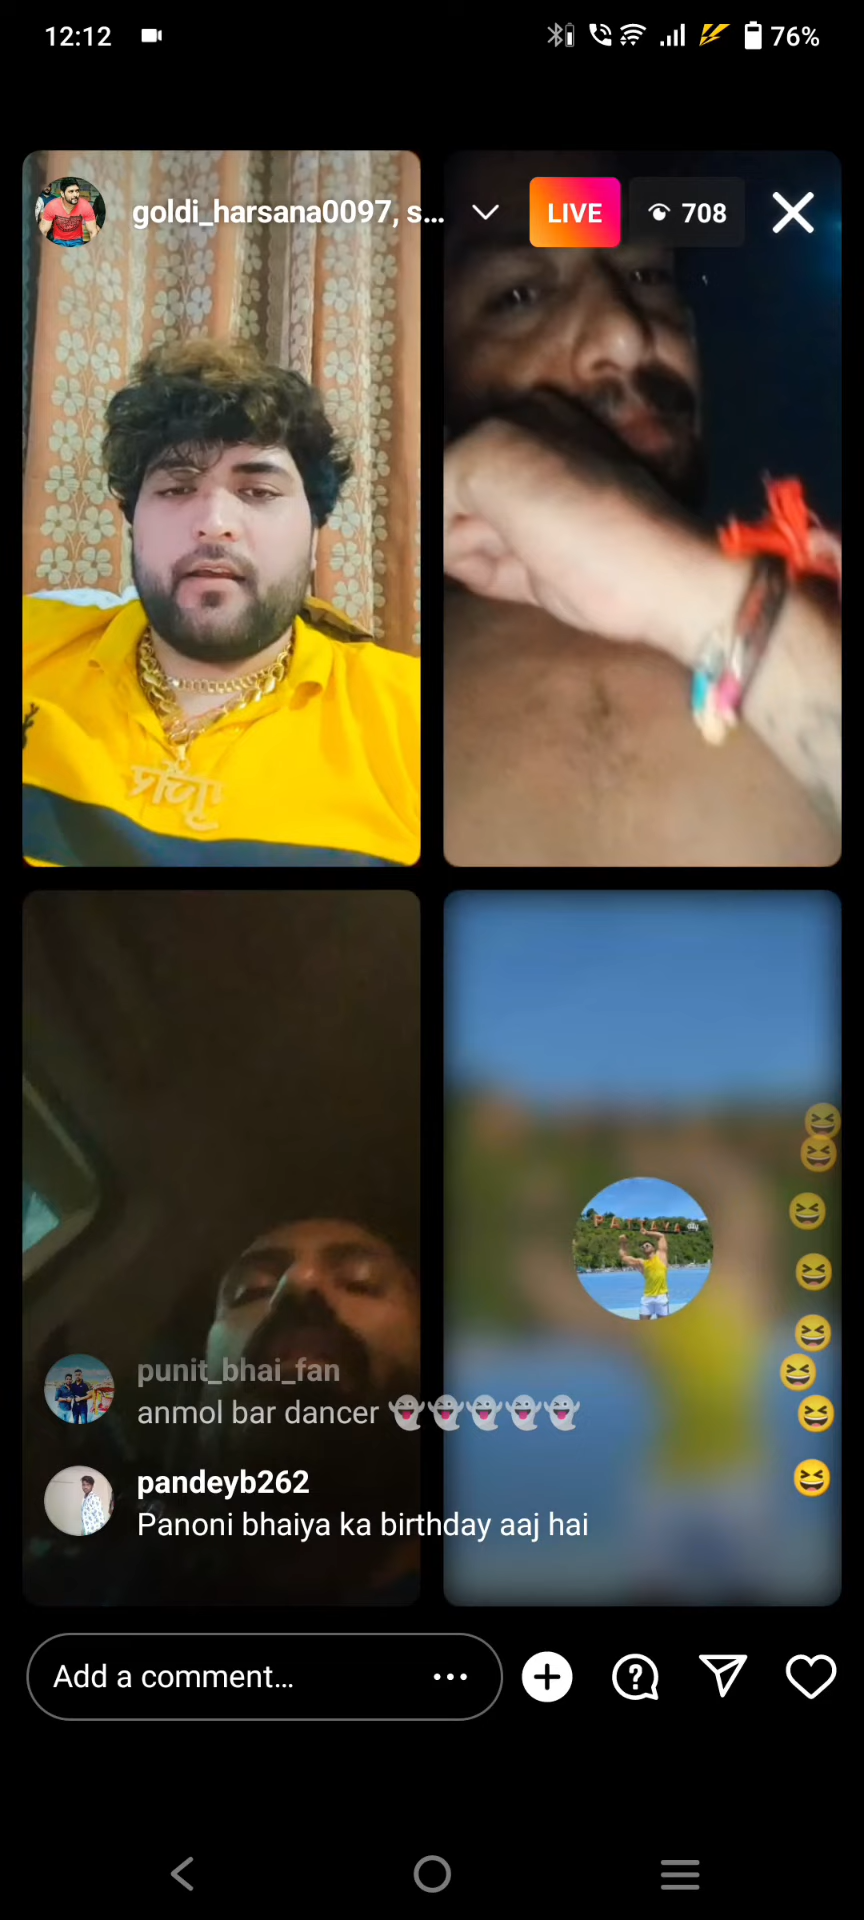 12:12
76%
goldi_harsana0097, s...
LIVE
708
punit_bhai_fan
anmol bar dancer 👻👻👻👻👻
pandeyb262
Panoni bhaiya ka birthday aaj hai
Add a comment...